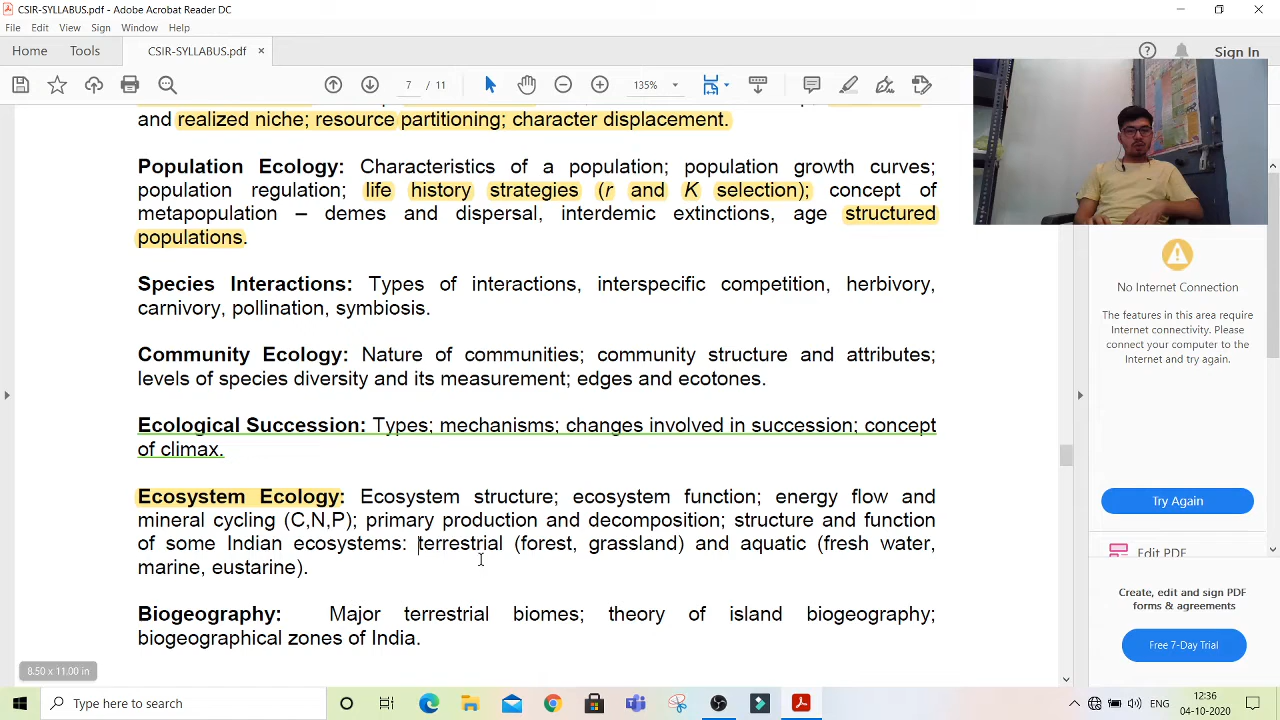 CSIR-SYLLABUS.pdf - Adobe Acrobat Reader DC
File Edit View Sign Window Help
Home Tools CSIR-SYLLABUS.pdf × Sign In
7 / 11 135%
and realized niche; resource partitioning; character displacement.
Population Ecology: Characteristics of a population; population growth curves;
population regulation; life history strategies (r and K selection); concept of
metapopulation – demes and dispersal, interdemic extinctions, age structured
populations.
Species Interactions: Types of interactions, interspecific competition, herbivory,
carnivory, pollination, symbiosis.
Community Ecology: Nature of communities; community structure and attributes;
levels of species diversity and its measurement; edges and ecotones.
Ecological Succession: Types; mechanisms; changes involved in succession; concept
of climax.
Ecosystem Ecology: Ecosystem structure; ecosystem function; energy flow and
mineral cycling (C,N,P); primary production and decomposition; structure and function
of some Indian ecosystems: terrestrial (forest, grassland) and aquatic (fresh water,
marine, eustarine).
Biogeography: Major terrestrial biomes; theory of island biogeography;
biogeographical zones of India.
8.50 x 11.00 in
No Internet Connection
The features in this area require
Internet connectivity. Please
connect your computer to the
Internet and try again.
Try Again
Edit PDF
Create, edit and sign PDF
forms & agreements
Free 7-Day Trial
Type here to search
ENG
12:36
04-10-2020